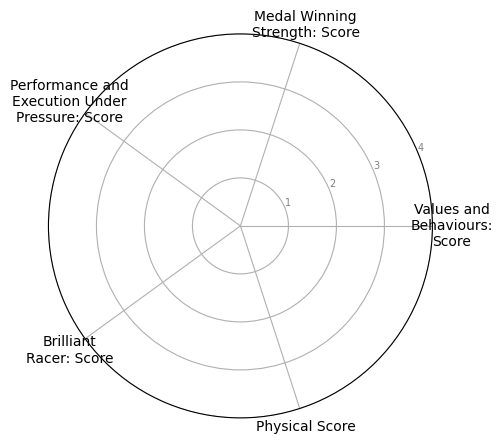 Medal Winning
Strength: Score
Performance and
Execution Under
Pressure: Score
4
3
2
1
Values and
Behaviours:
Score
Brilliant
Racer: Score
Physical Score